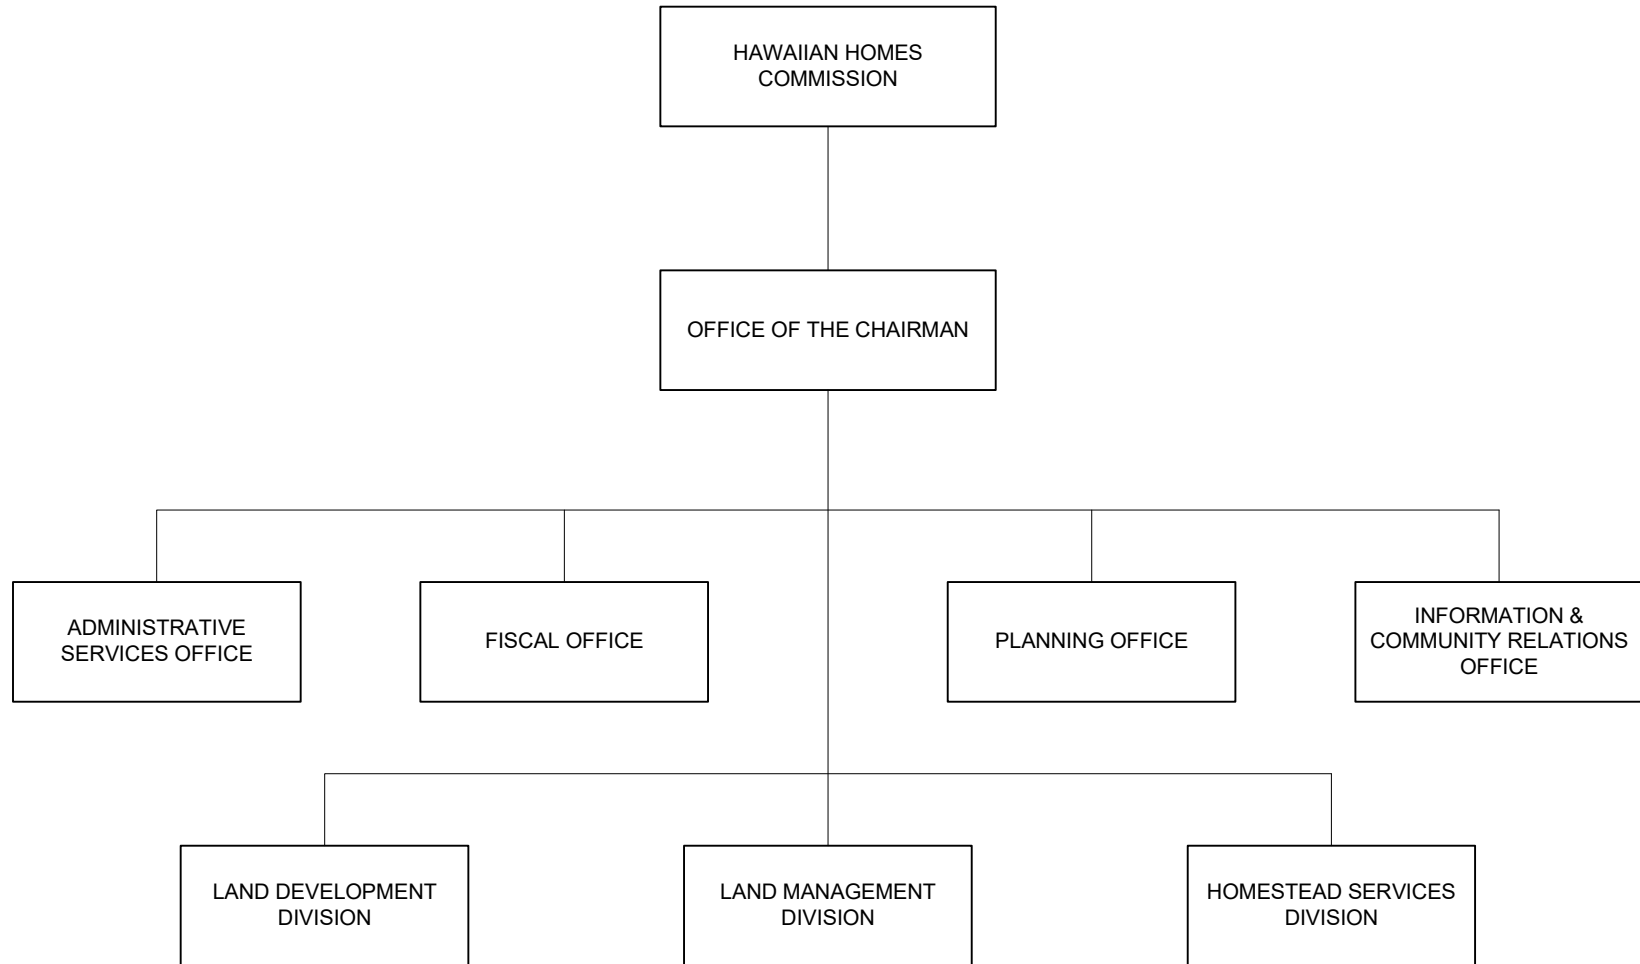 HAWAIIAN HOMES
COMMISSION
OFFICE OF THE CHAIRMAN
ADMINISTRATIVE
SERVICES OFFICE
FISCAL OFFICE
PLANNING OFFICE
INFORMATION &
COMMUNITY RELATIONS
OFFICE
LAND DEVELOPMENT
DIVISION
LAND MANAGEMENT
DIVISION
HOMESTEAD SERVICES
DIVISION